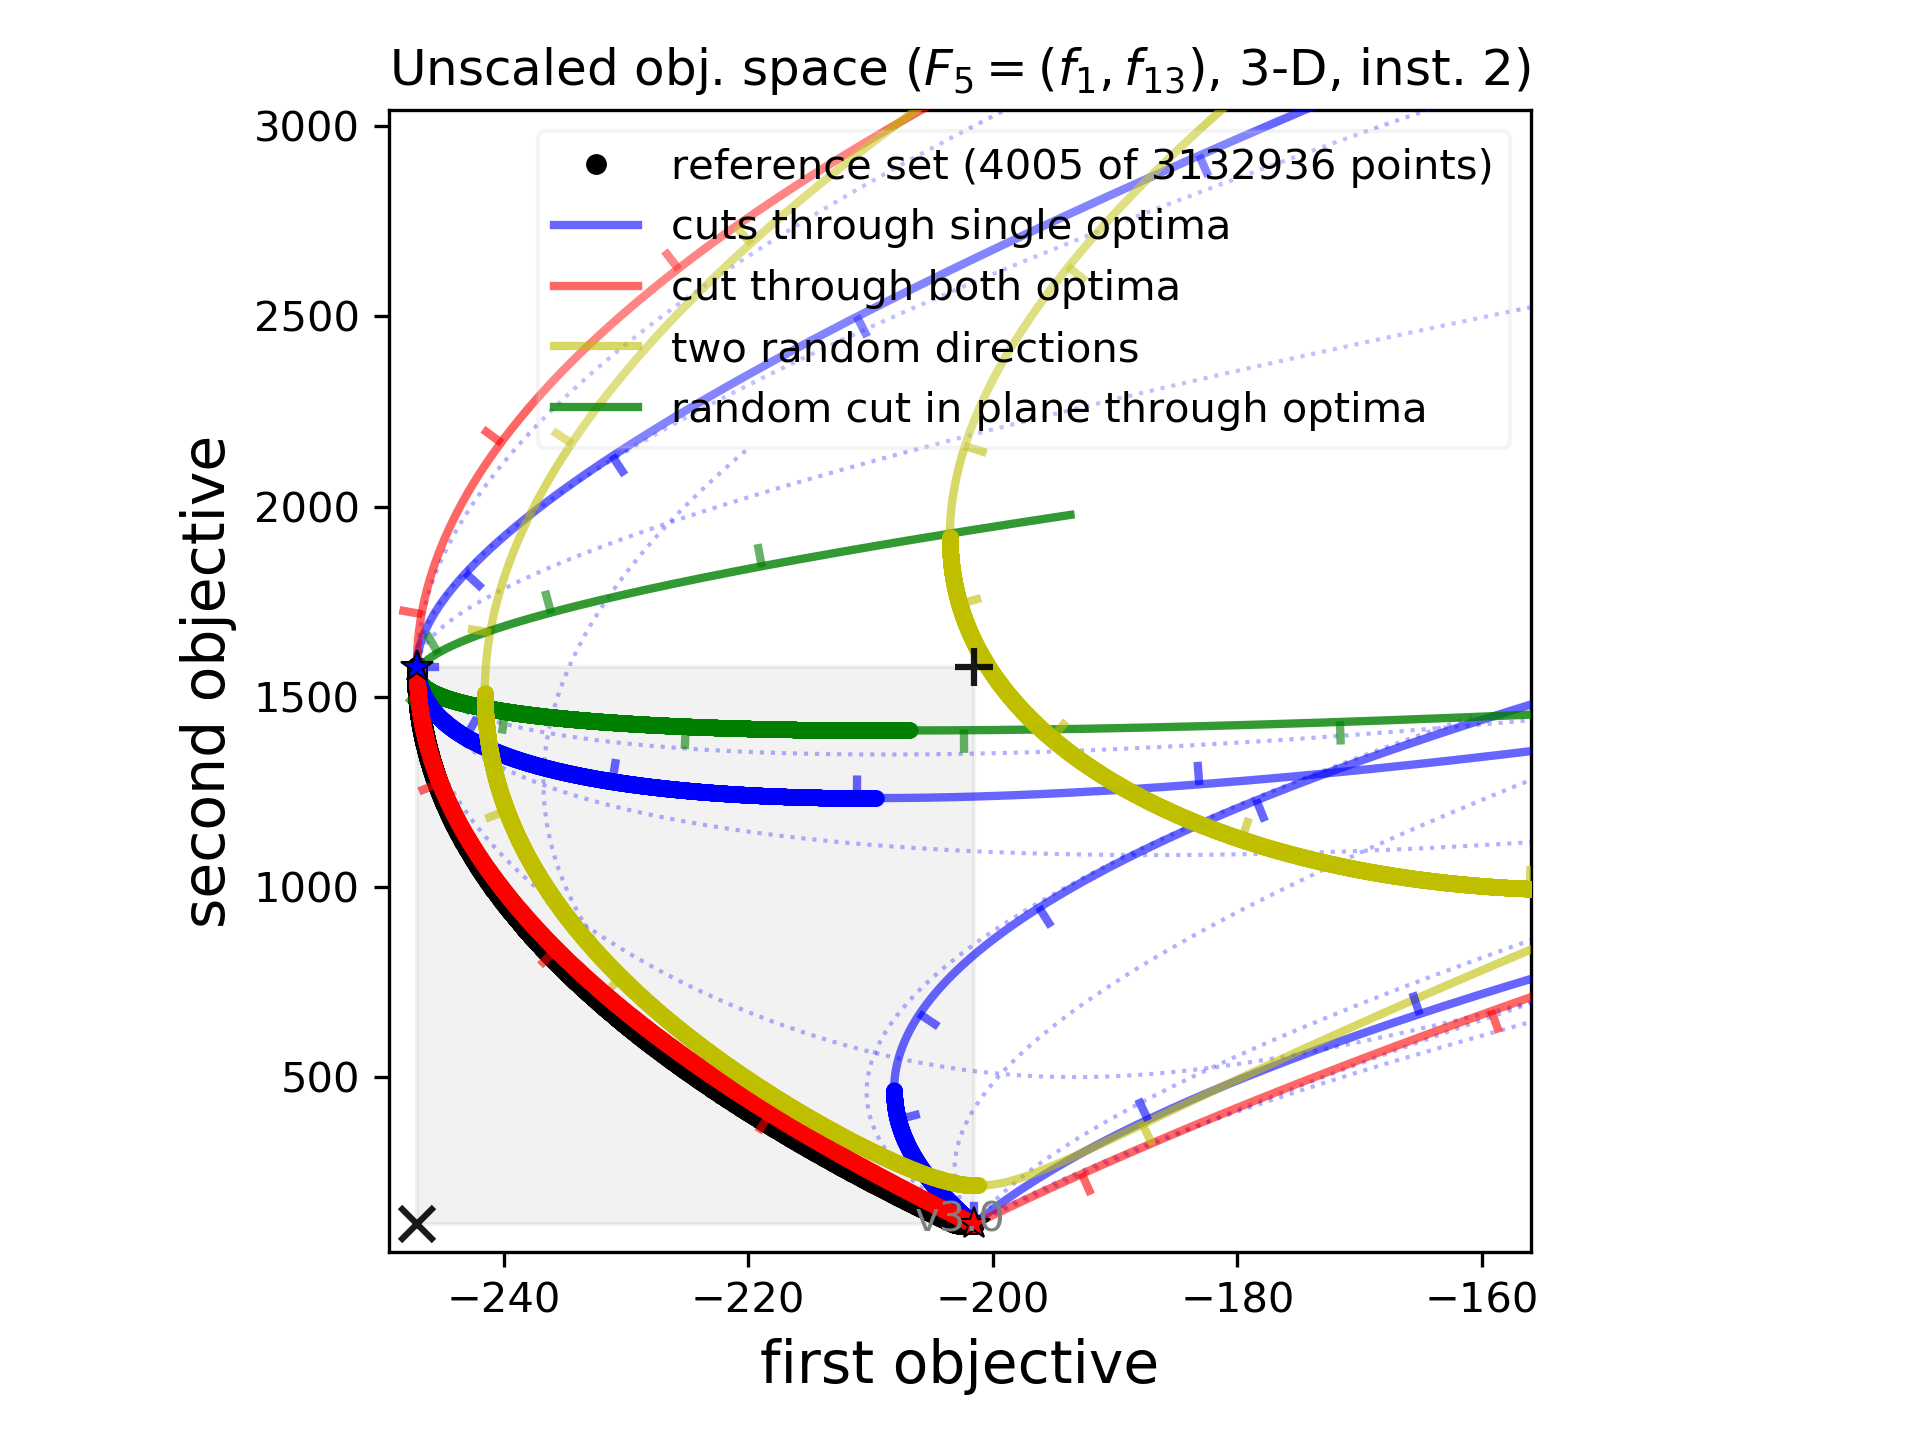 Unscaled obj. space (F5 = (f1, f13), 3-D, inst. 2)
3000
2500
2000
1500
1000
500
second objective
reference set (4005 of 3132936 points)
cuts through single optima
cut through both optima
two random directions
random cut in plane through optima
v3.0
−240
−220
−200
−180
−160
first objective